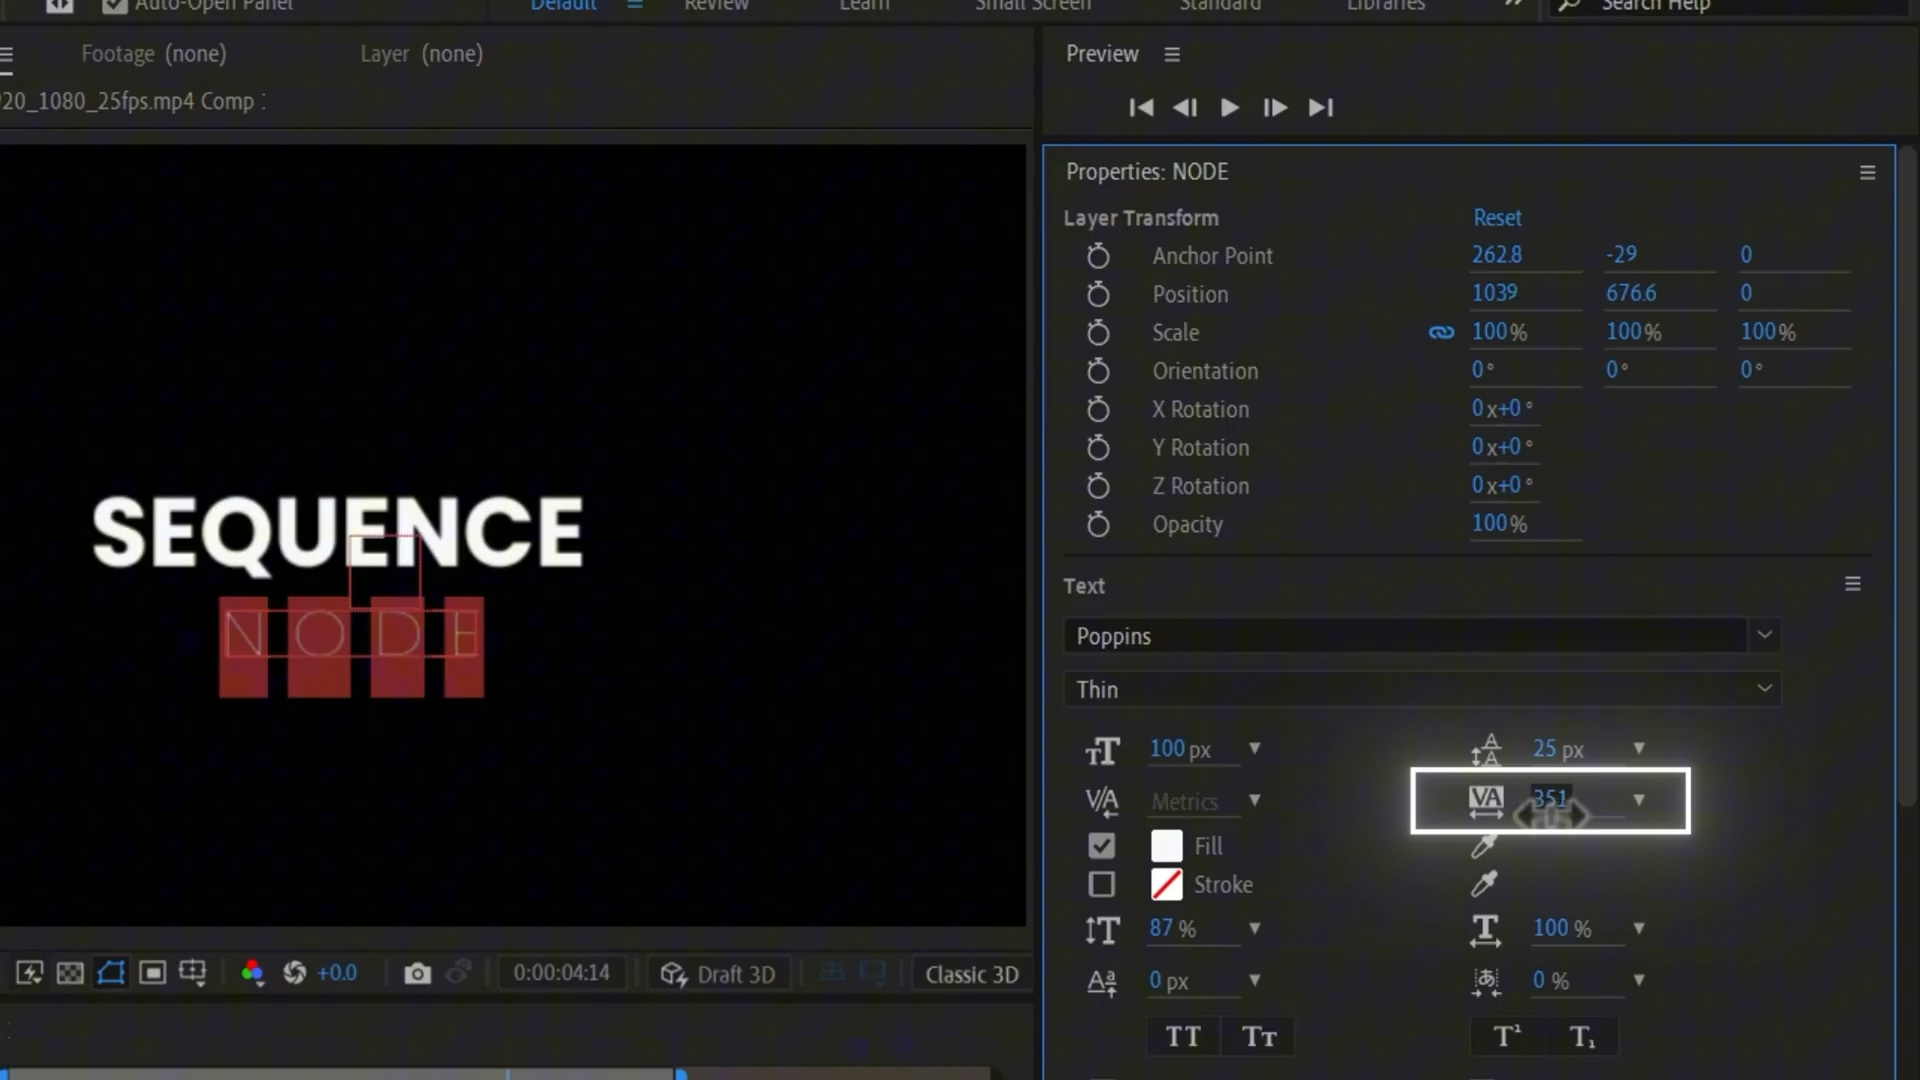 Auto-Open Panel
Default
Review
Learn
Small Screen
Standard
Libraries
Search Help
Footage (none)
Layer (none)
20_1080_25fps.mp4 Comp
Preview
Properties: NODE
Layer Transform
Reset
Anchor Point
262.8
-29
0
Position
1039
676.6
0
Scale
100%
100%
100%
Orientation
0°
0°
0°
X Rotation
0x+0°
Y Rotation
0x+0°
Z Rotation
0x+0°
Opacity
100%
SEQUENCE
NODE
Text
Poppins
Thin
100 px
25 px
Metrics
351
Fill
Stroke
87 %
100 %
0 px
0 %
TT
Tt
T¹
T₁
+0.0
0:00:04:14
Draft 3D
Classic 3D